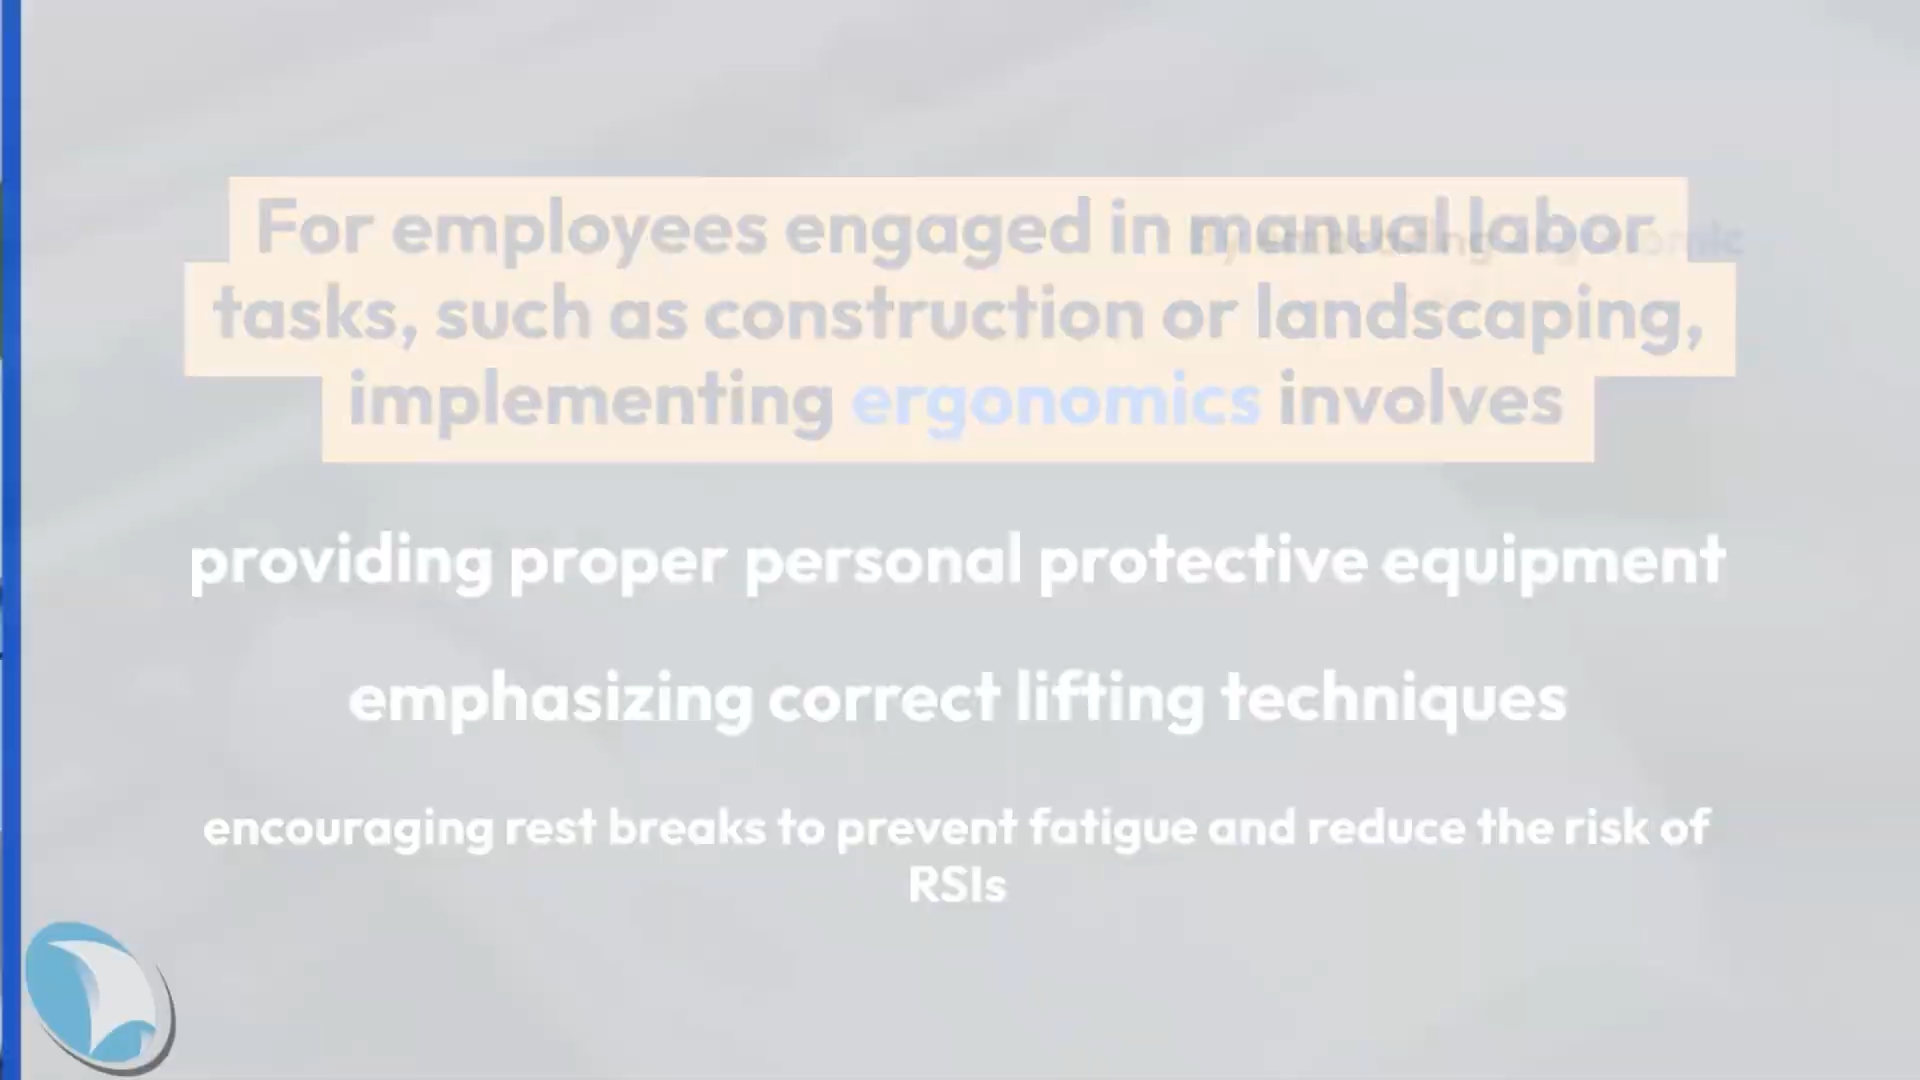 For employees engaged in manual labor
tasks, such as construction or landscaping,
implementing ergonomics involves
providing proper personal protective equipment
emphasizing correct lifting techniques
encouraging rest breaks to prevent fatigue and reduce the risk of
RSIs